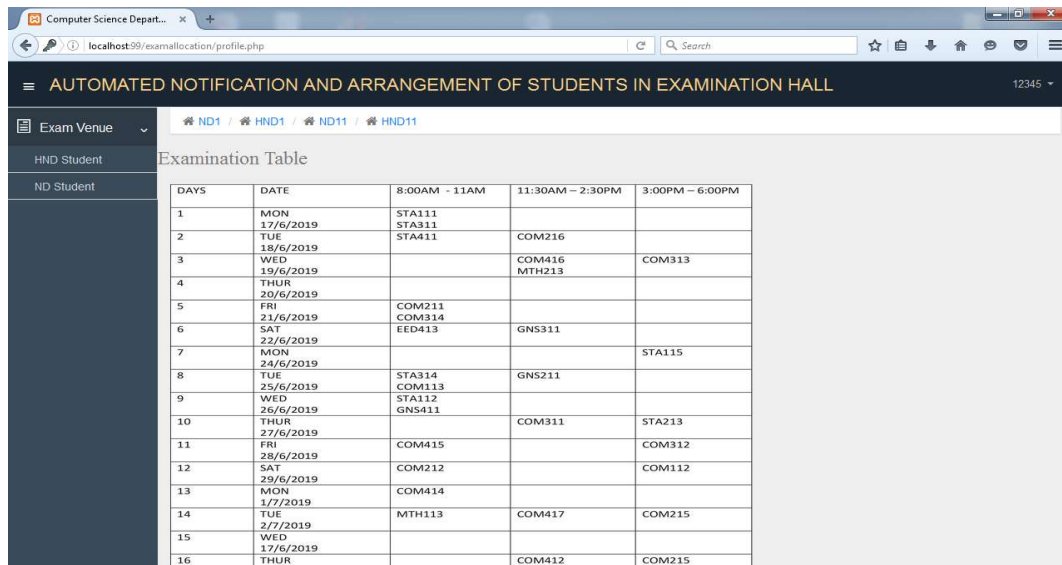 Computer Science Depart...
localhost:99/examallocation/profile.php
Search
AUTOMATED NOTIFICATION AND ARRANGEMENT OF STUDENTS IN EXAMINATION HALL
12345
Exam Venue
ND1 / HND1 / ND11 / HND11
HND Student
ND Student
Examination Table
DAYS DATE 8:00AM - 11AM 11:30AM – 2:30PM 3:00PM – 6:00PM
1 MON STA111
17/6/2019 STA311
2 TUE STA411 COM216
18/6/2019
3 WED COM416 COM313
19/6/2019 MTH213
4 THUR
20/6/2019
5 FRI COM211
21/6/2019 COM314
6 SAT EED413 GNS311
22/6/2019
7 MON STA115
24/6/2019
8 TUE STA314 GNS211
25/6/2019 COM113
9 WED STA112
26/6/2019 GNS411
10 THUR COM311 STA213
27/6/2019
11 FRI COM415 COM312
28/6/2019
12 SAT COM212 COM112
29/6/2019
13 MON COM414
1/7/2019
14 TUE MTH113 COM417 COM215
2/7/2019
15 WED
17/6/2019
16 THUR COM412 COM215